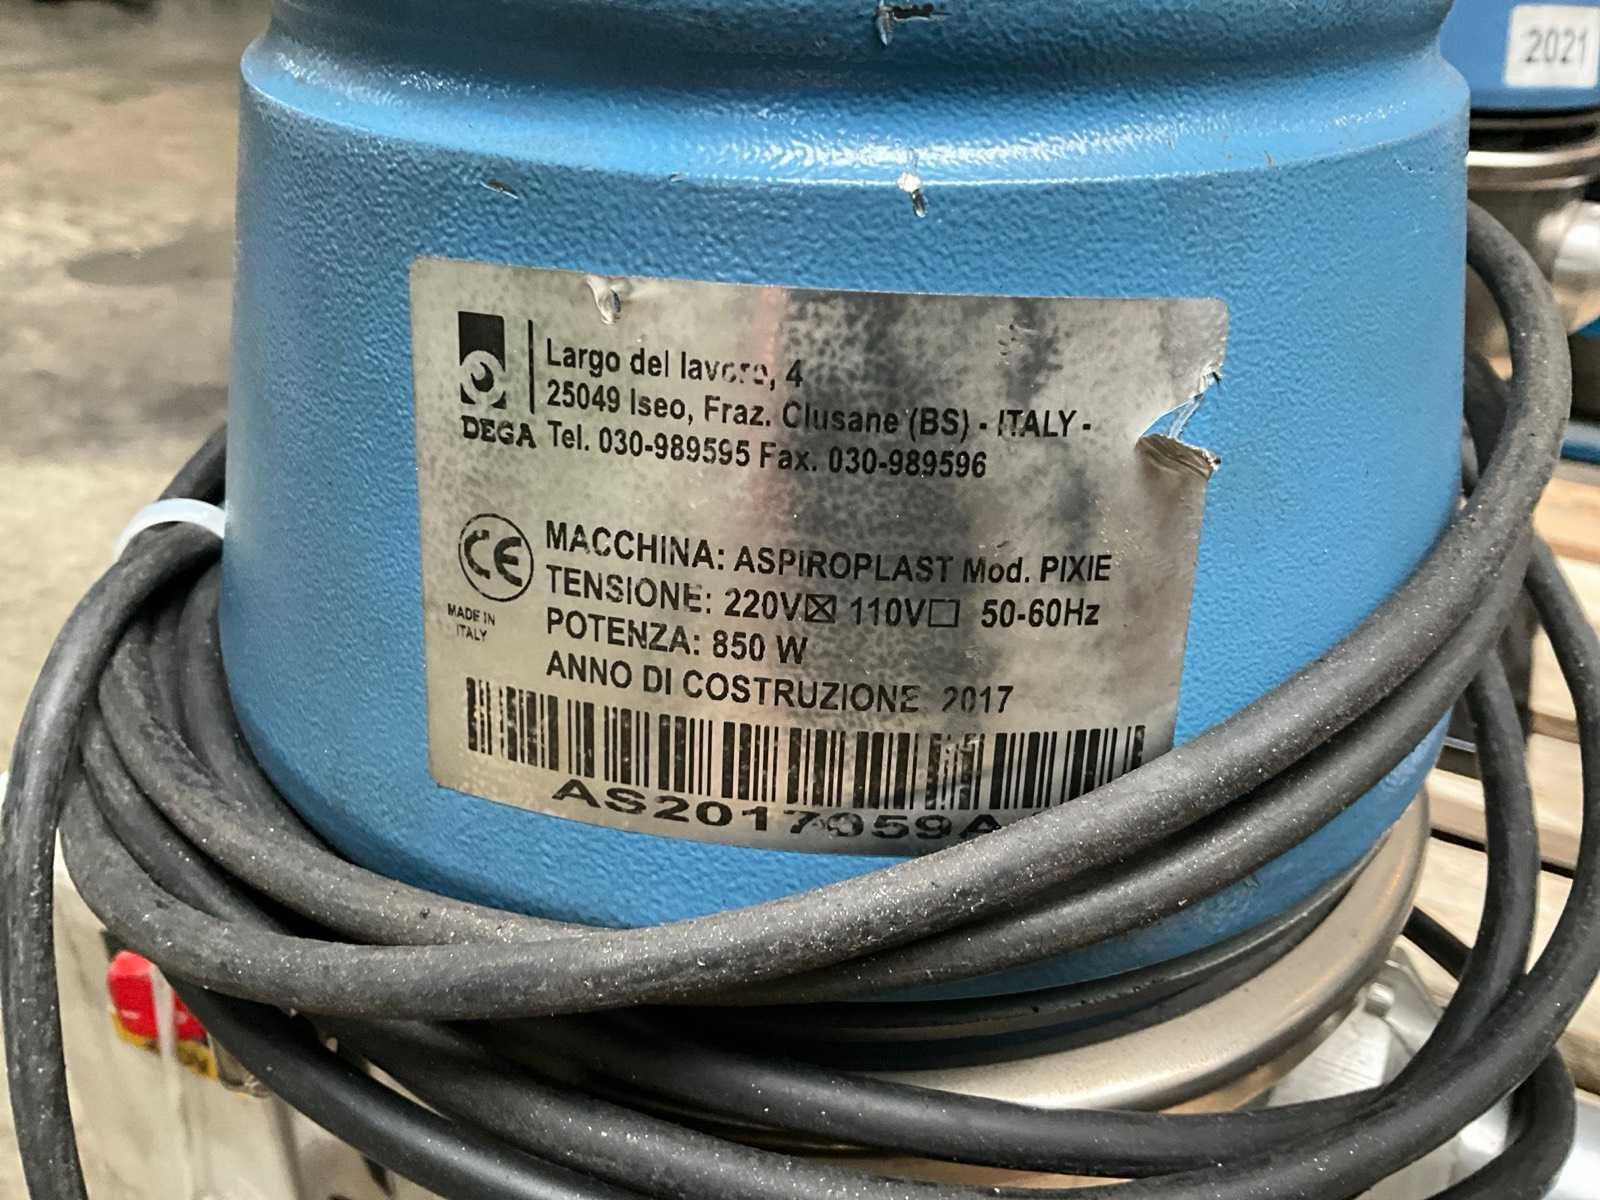 2021
Largo del lavoro, 4
25049 Iseo, Fraz. Clusane (BS) - ITALY -
DEGA Tel. 030-989595 Fax. 030-989596
CE
MADE IN
ITALY
MACCHINA: ASPIROPLAST Mod. PIXIE
TENSIONE: 220V☒ 110V☐ 50-60Hz
POTENZA: 850 W
ANNO DI COSTRUZIONE 2017